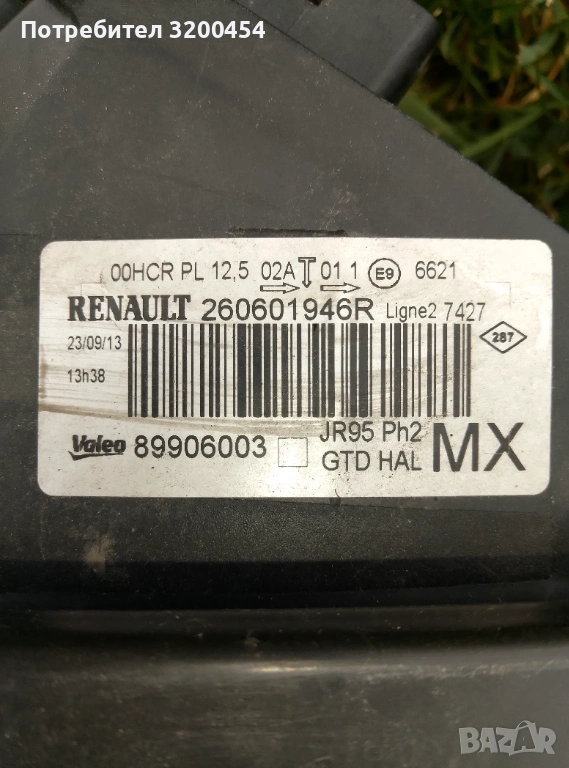 Потребител 3200454
00HCR PL 12,5 02A T 01 1 E9 6621
RENAULT 260601946R Ligne2 7427
23/09/13
287
13h38
Valeo 89906003 JR95 Ph2
GTD HAL MX
BAZAR